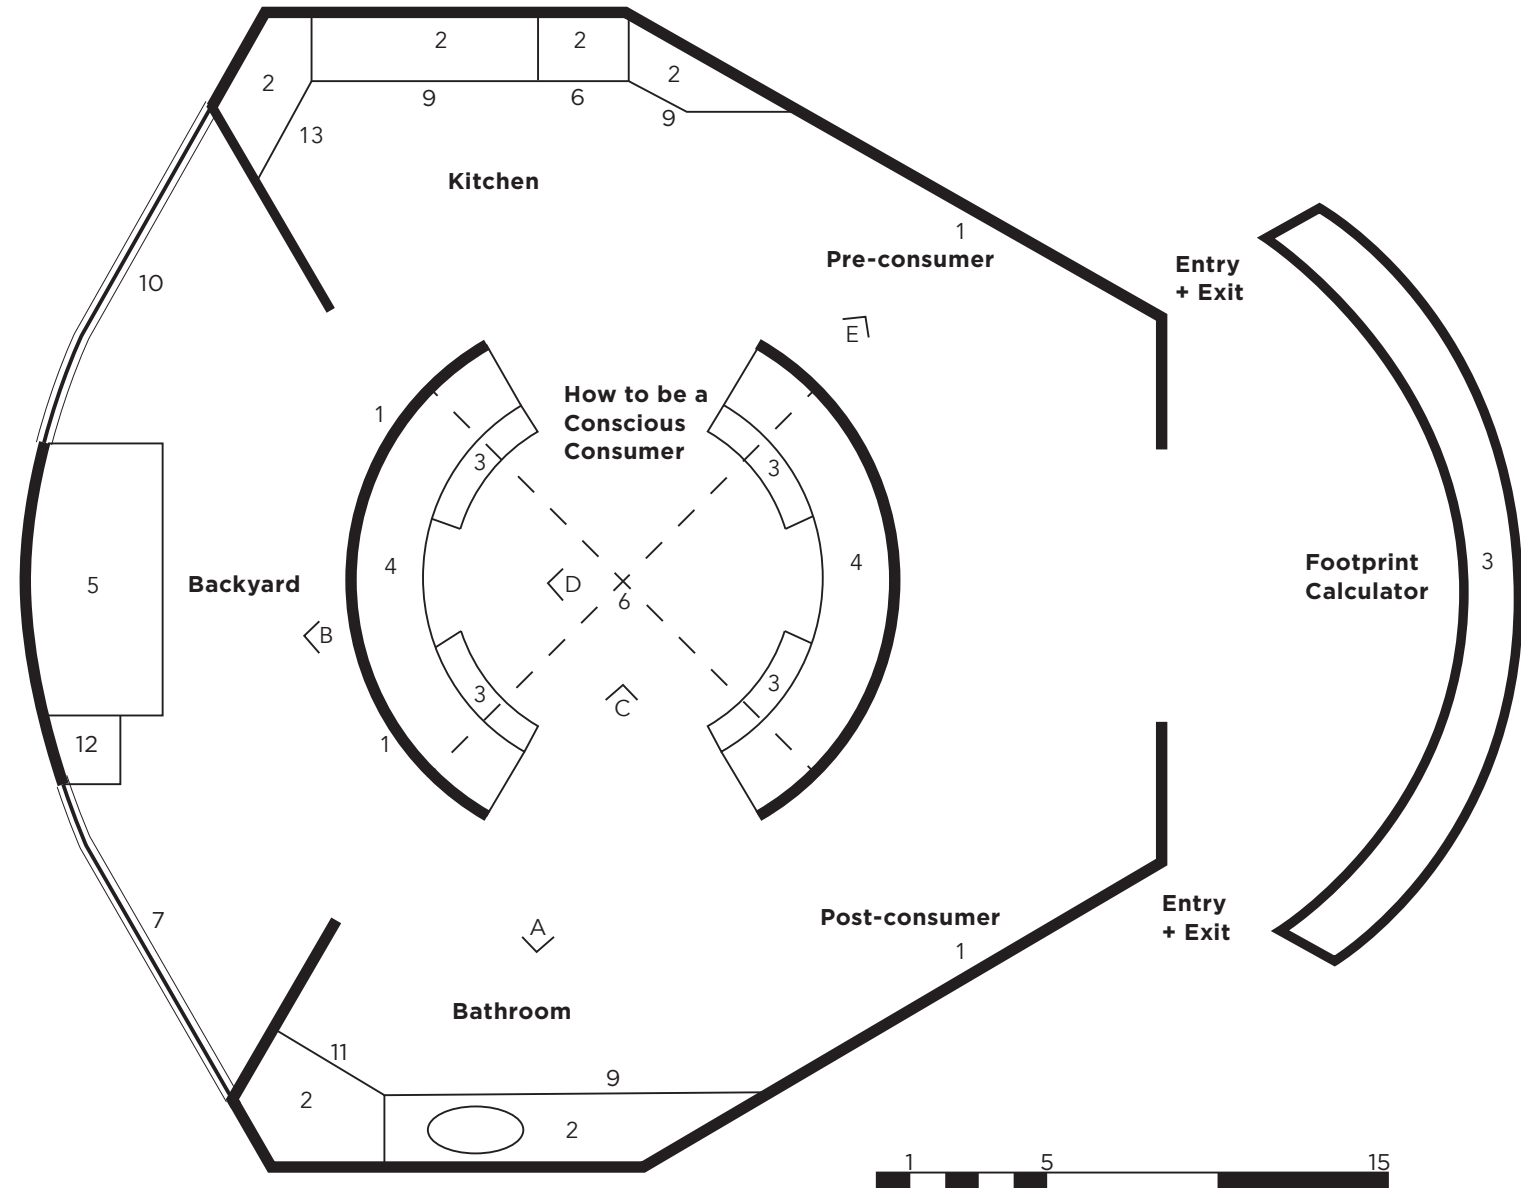 2
2
2
2
9
6
9
13
Kitchen
1
Pre-consumer
Entry
+ Exit
10
E
How to be a
Conscious
Consumer
1
3
3
4
4
Footprint
Calculator
3
5
Backyard
D
6
B
3
3
C
12
1
7
A
Post-consumer
1
Entry
+ Exit
Bathroom
11
9
2
2
1
5
15